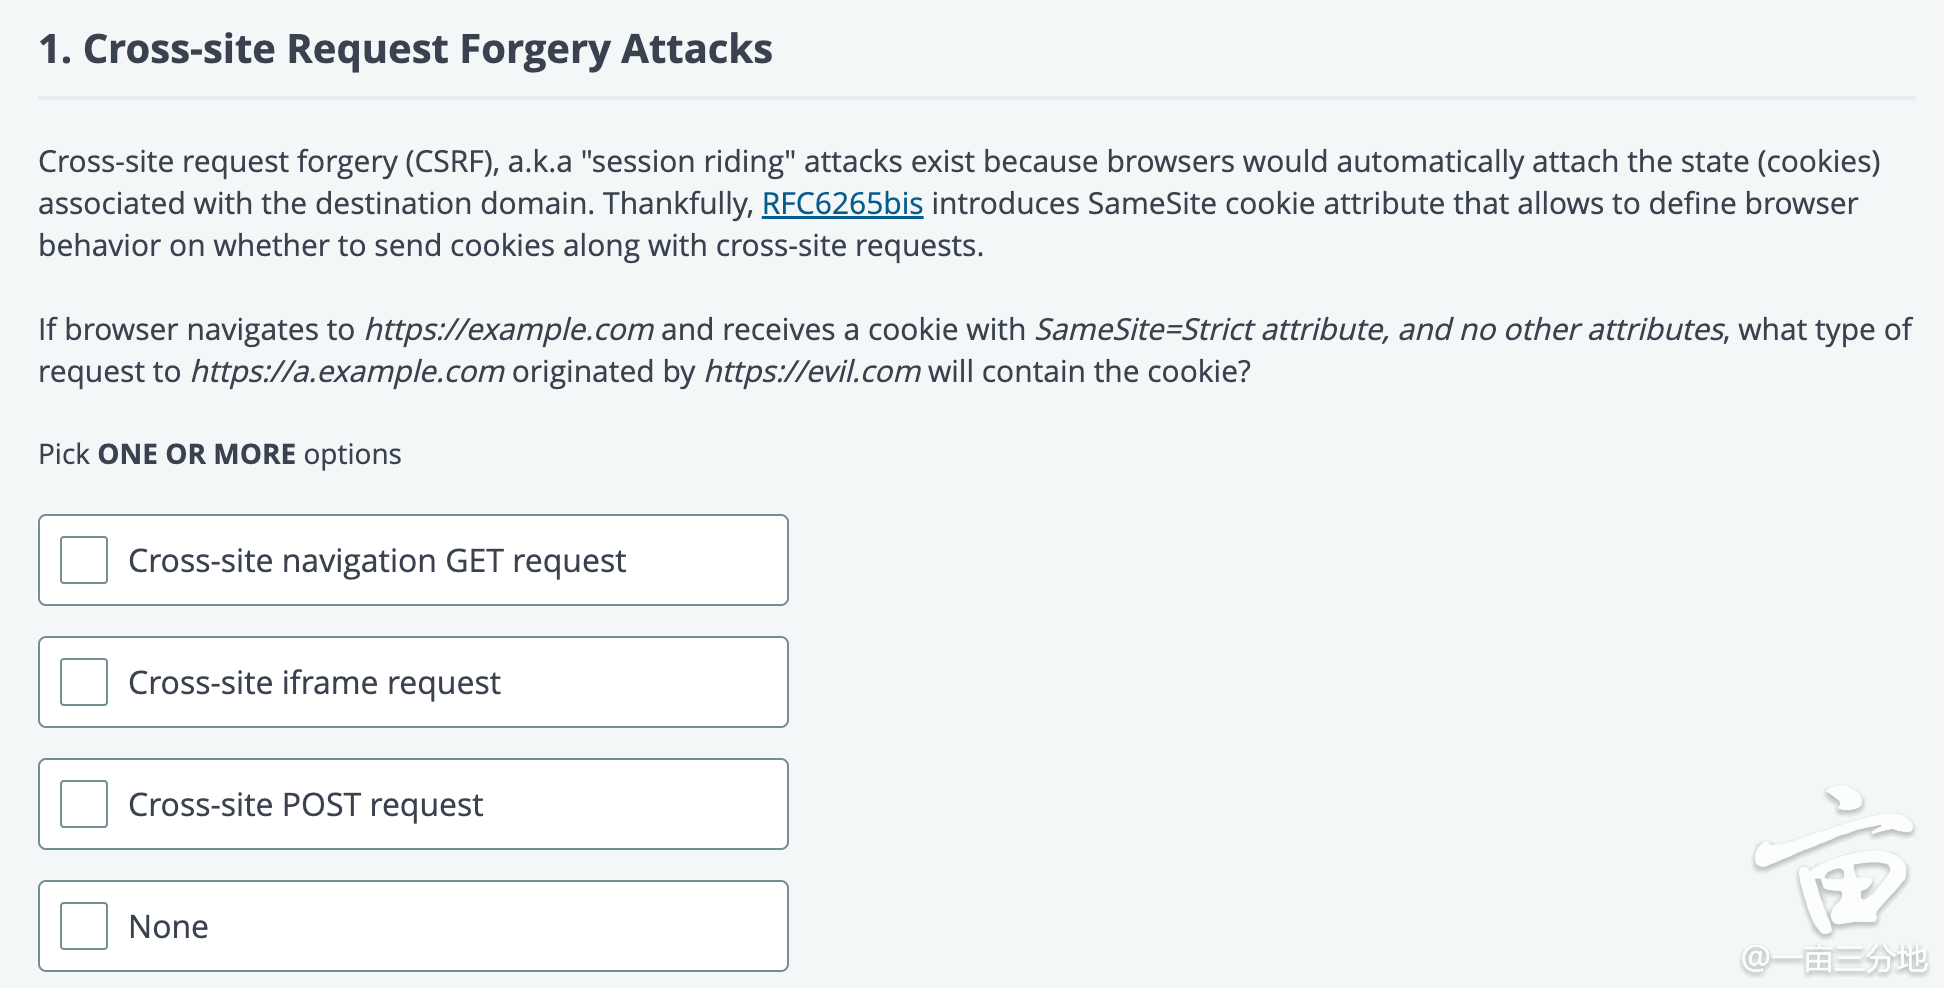 1. Cross-site Request Forgery Attacks
Cross-site request forgery (CSRF), a.k.a "session riding" attacks exist because browsers would automatically attach the state (cookies)
associated with the destination domain. Thankfully, RFC6265bis introduces SameSite cookie attribute that allows to define browser
behavior on whether to send cookies along with cross-site requests.
If browser navigates to https://example.com and receives a cookie with SameSite=Strict attribute, and no other attributes, what type of
request to https://a.example.com originated by https://evil.com will contain the cookie?
Pick ONE OR MORE options
Cross-site navigation GET request
Cross-site iframe request
Cross-site POST request
None
亩
@一亩三分地